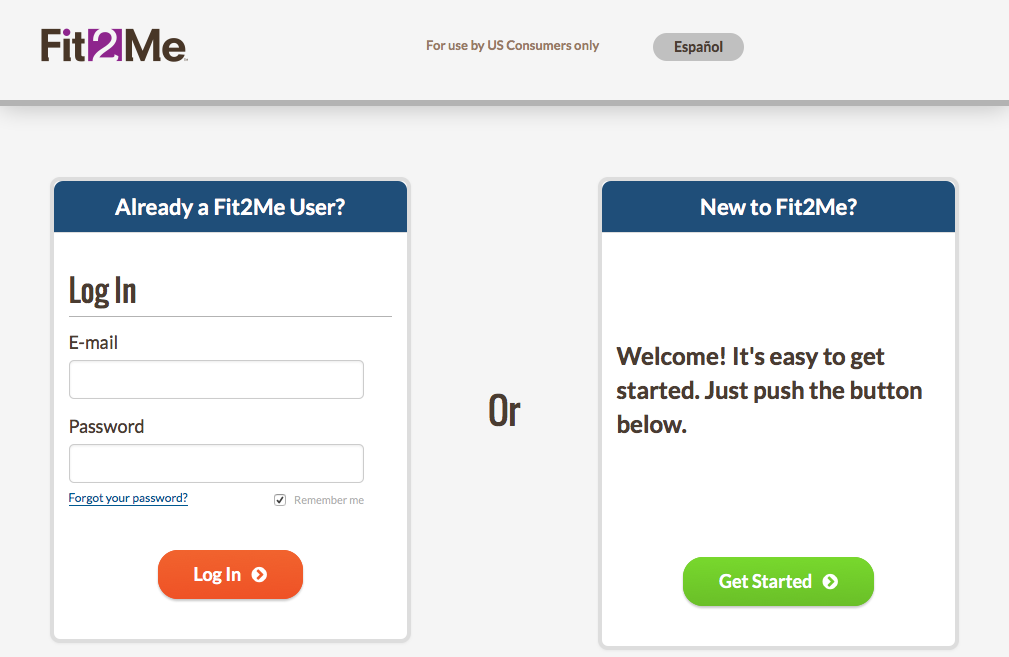 Fit2Me
For use by US Consumers only
Español
Already a Fit2Me User?
Log In
E-mail
Password
Forgot your password?
Remember me
Log In
Or
New to Fit2Me?
Welcome! It's easy to get
started. Just push the button
below.
Get Started